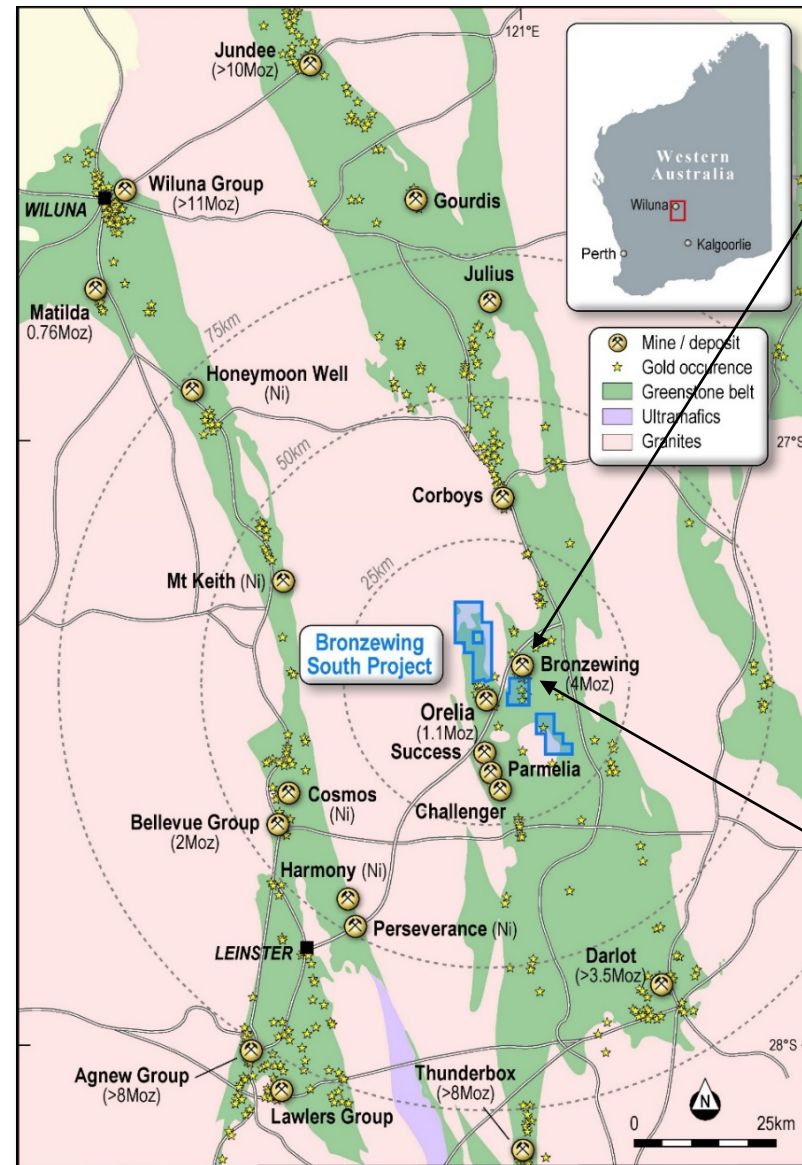 121°E
Jundee
(>10Moz)
Wiluna Group
(>11Moz)
WILUNA
Gourdis
Western
Australia
Wiluna
Kalgoorlie
Perth
Matilda
0.76Moz)
Julius
75km
Honeymoon Well
(Ni)
Mine / deposit
Gold occurence
Greenstone belt
Ultramafics
Granites
27°S
50km
Corboys
Mt Keith (Ni)
25km
Bronzewing
South Project
Bronzewing
(4Moz)
Orelia
(1.1Moz)
Success
Parmelia
Challenger
Cosmos
(Ni)
Bellevue Group
(2Moz)
Harmony (Ni)
Perseverance (Ni)
LEINSTER
Darlot
(>3.5Moz)
28°S
Agnew Group
(>8Moz)
Lawlers Group
Thunderbox
(>8Moz)
N
0 25km